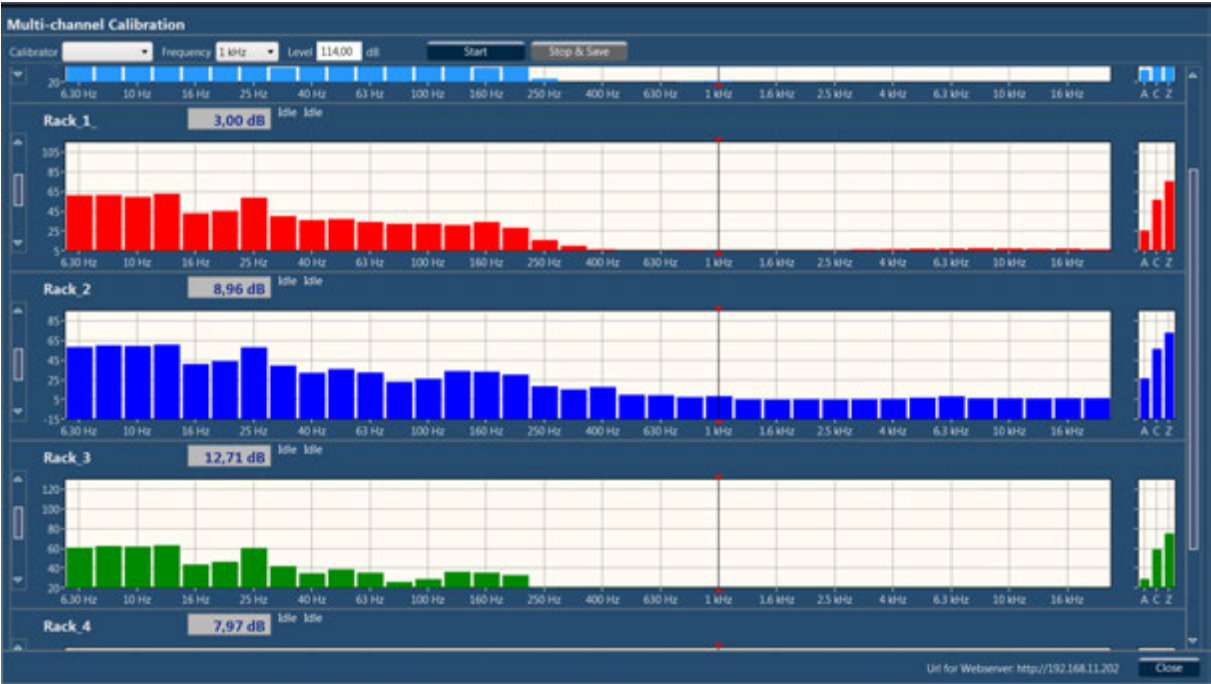 Multi-channel Calibration
Calibrator Frequency 1 kHz Level 114,00 dB Start Stop & Save
20
6.30 Hz 10 Hz 16 Hz 25 Hz 40 Hz 63 Hz 100 Hz 160 Hz 250 Hz 400 Hz 630 Hz 1 kHz 1.6 kHz 2.5 kHz 4 kHz 6.3 kHz 10 kHz 16 kHz A C Z
Rack_1_ 3,00 dB Idle Idle
105
85
65
45
25
5
6.30 Hz 10 Hz 16 Hz 25 Hz 40 Hz 63 Hz 100 Hz 160 Hz 250 Hz 400 Hz 630 Hz 1 kHz 1.6 kHz 2.5 kHz 4 kHz 6.3 kHz 10 kHz 16 kHz A C Z
Rack_2 8,96 dB Idle Idle
85
65
45
25
5
-15
6.30 Hz 10 Hz 16 Hz 25 Hz 40 Hz 63 Hz 100 Hz 160 Hz 250 Hz 400 Hz 630 Hz 1 kHz 1.6 kHz 2.5 kHz 4 kHz 6.3 kHz 10 kHz 16 kHz A C Z
Rack_3 12,71 dB Idle Idle
120
100
80
60
40
20
6.30 Hz 10 Hz 16 Hz 25 Hz 40 Hz 63 Hz 100 Hz 160 Hz 250 Hz 400 Hz 630 Hz 1 kHz 1.6 kHz 2.5 kHz 4 kHz 6.3 kHz 10 kHz 16 kHz A C Z
Rack_4 7,97 dB Idle Idle
Url for Webserver: http://192.168.11.202 Close